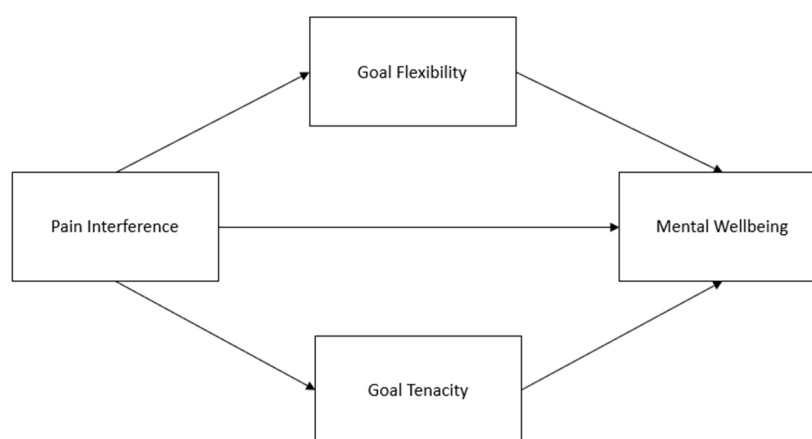 Goal Flexibility
Pain Interference
Mental Wellbeing
Goal Tenacity